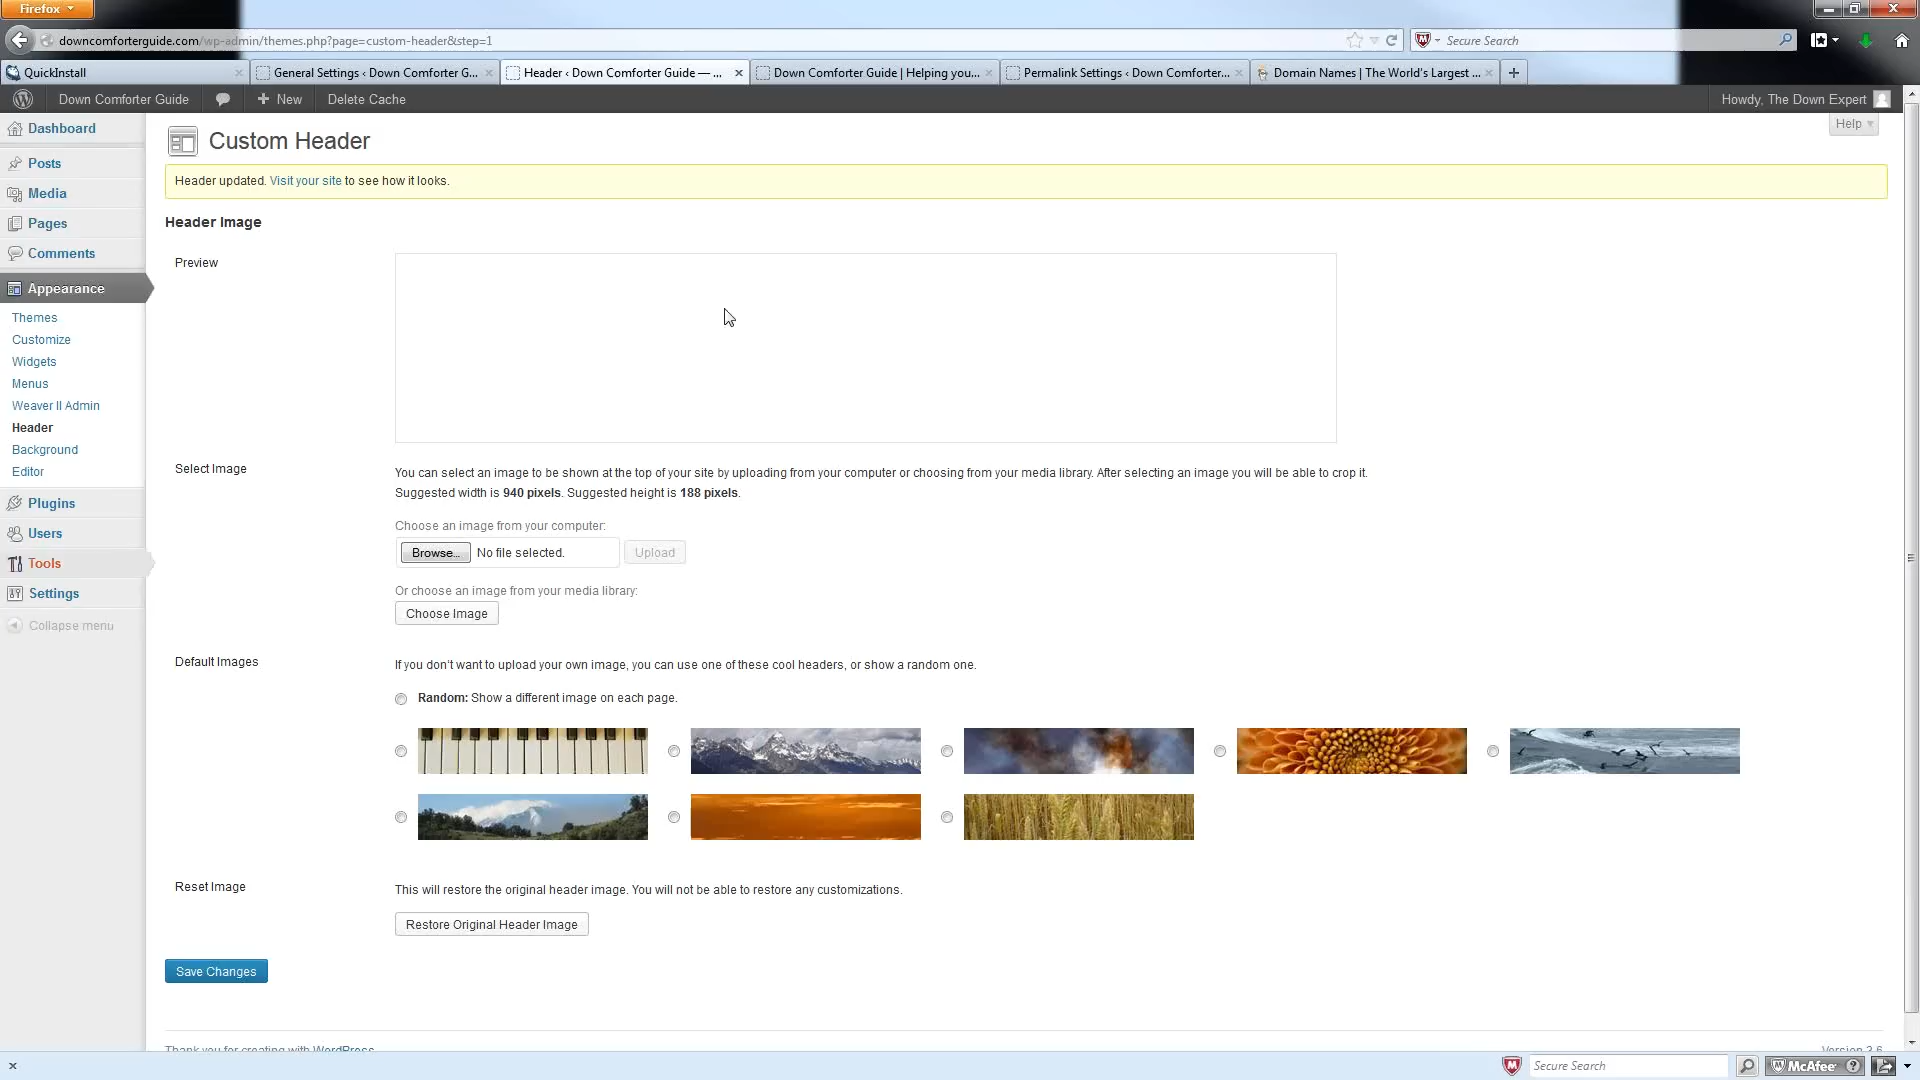 Firefox
downcomforterguide.com/wp-admin/themes.php?page=custom-header&step=1
Secure Search
QuickInstall
General Settings ‹ Down Comforter G...
Header ‹ Down Comforter Guide — ...
Down Comforter Guide | Helping you...
Permalink Settings ‹ Down Comforter...
Domain Names | The World's Largest ...
Down Comforter Guide
New
Delete Cache
Howdy, The Down Expert
Help
Dashboard
Posts
Media
Pages
Comments
Appearance
Themes
Customize
Widgets
Menus
Weaver II Admin
Header
Background
Editor
Plugins
Users
Tools
Settings
Collapse menu
Custom Header
Header updated. Visit your site to see how it looks.
Header Image
Preview
Select Image
You can select an image to be shown at the top of your site by uploading from your computer or choosing from your media library. After selecting an image you will be able to crop it.
Suggested width is 940 pixels. Suggested height is 188 pixels.
Choose an image from your computer:
Browse... No file selected. Upload
Or choose an image from your media library:
Choose Image
Default Images
If you don't want to upload your own image, you can use one of these cool headers, or show a random one.
Random: Show a different image on each page.
Reset Image
This will restore the original header image. You will not be able to restore any customizations.
Restore Original Header Image
Save Changes
Thank you for creating with WordPress
Version 3.6
Secure Search
McAfee